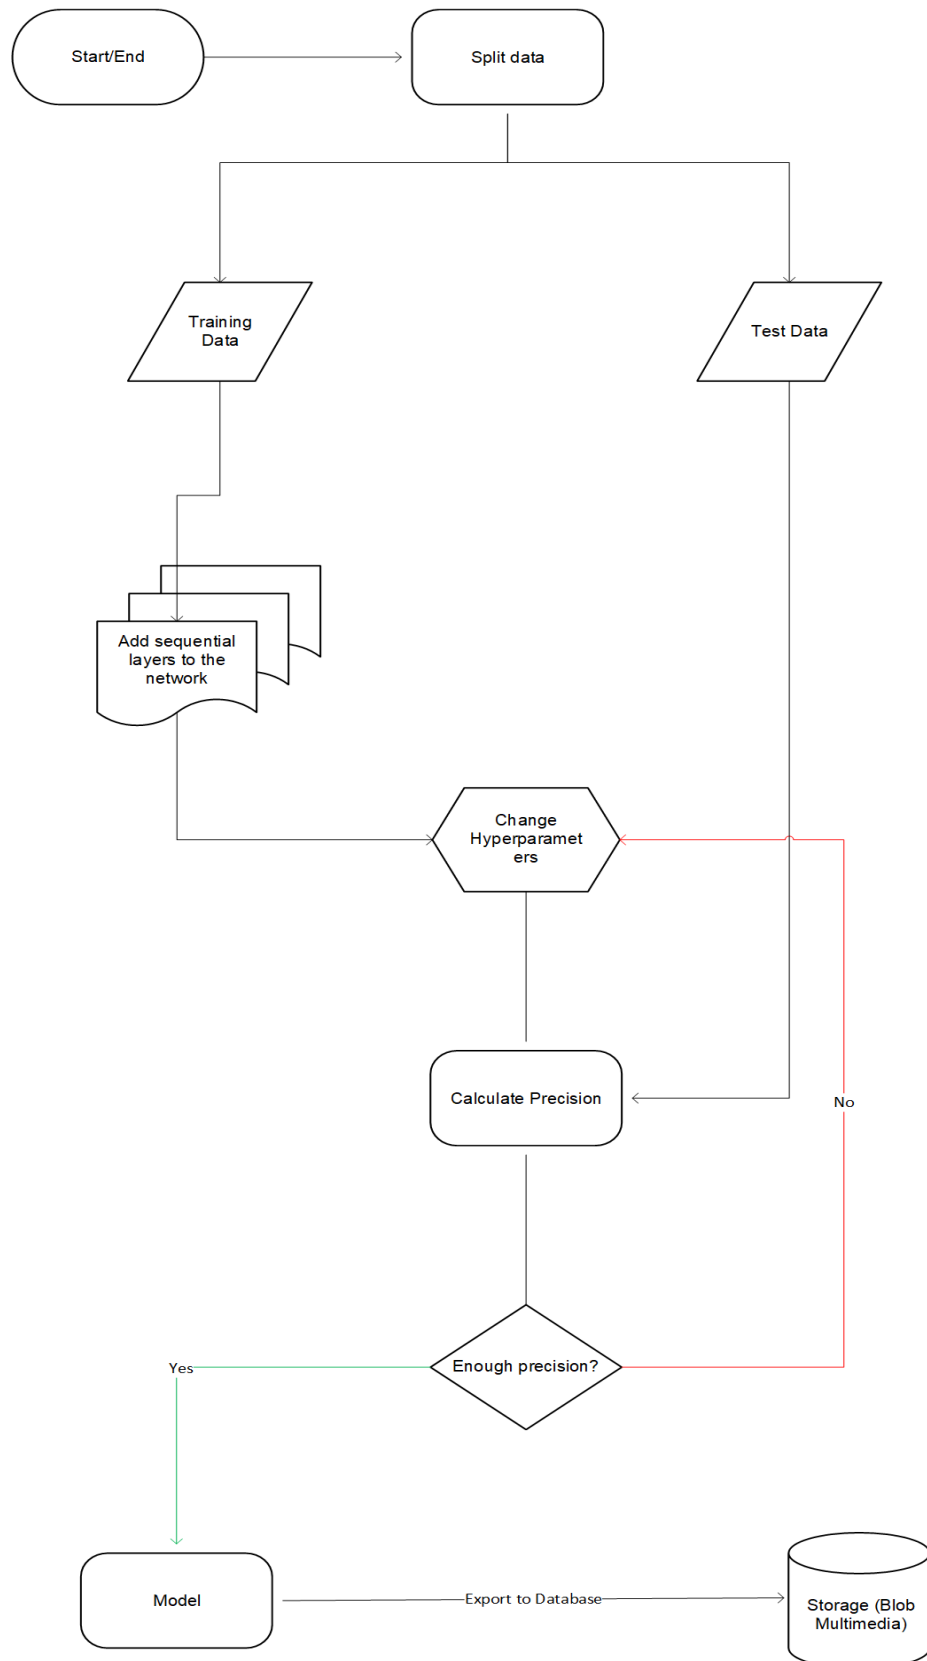 Start/End
Split data
Training
Data
Test Data
Add sequential
layers to the
network
Change
Hyperparamet
ers
Calculate Precision
No
Enough precision?
Yes
Model
Export to Database
Storage (Blob
Multimedia)